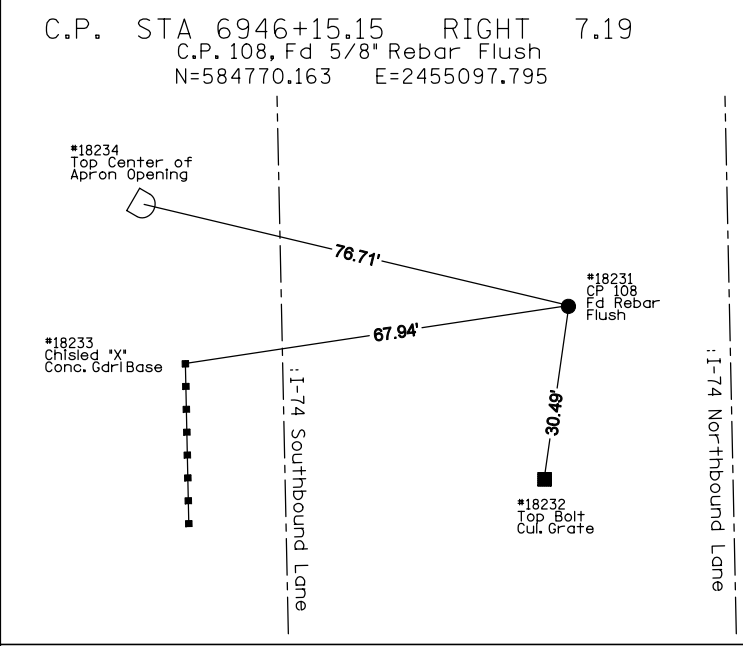 C.P. STA 6946+15.15 RIGHT 7.19
C.P. 108, Fd 5/8" Rebar Flush
N=584770.163 E=2455097.795
#18234
Top Center of
Apron Opening
76.71'
#18231
CP 108
Fd Rebar
Flush
67.94'
#18233
Chisled "X"
Conc. Gdrl Base
30.49'
#18232
Top Bolt
Cul. Grate
I-74 Southbound Lane
I-74 Northbound Lane